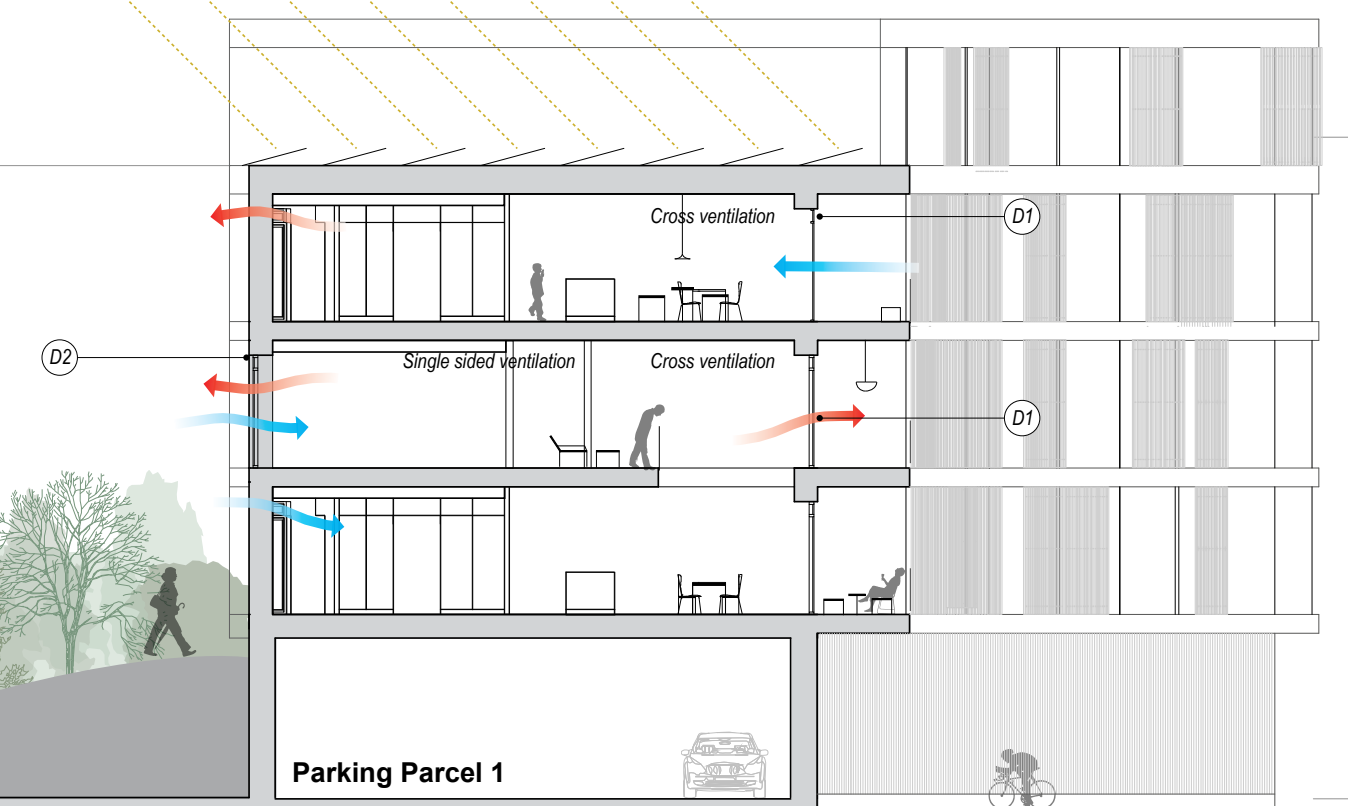 Cross ventilation
D1
D2
Single sided ventilation
Cross ventilation
D1
Parking Parcel 1